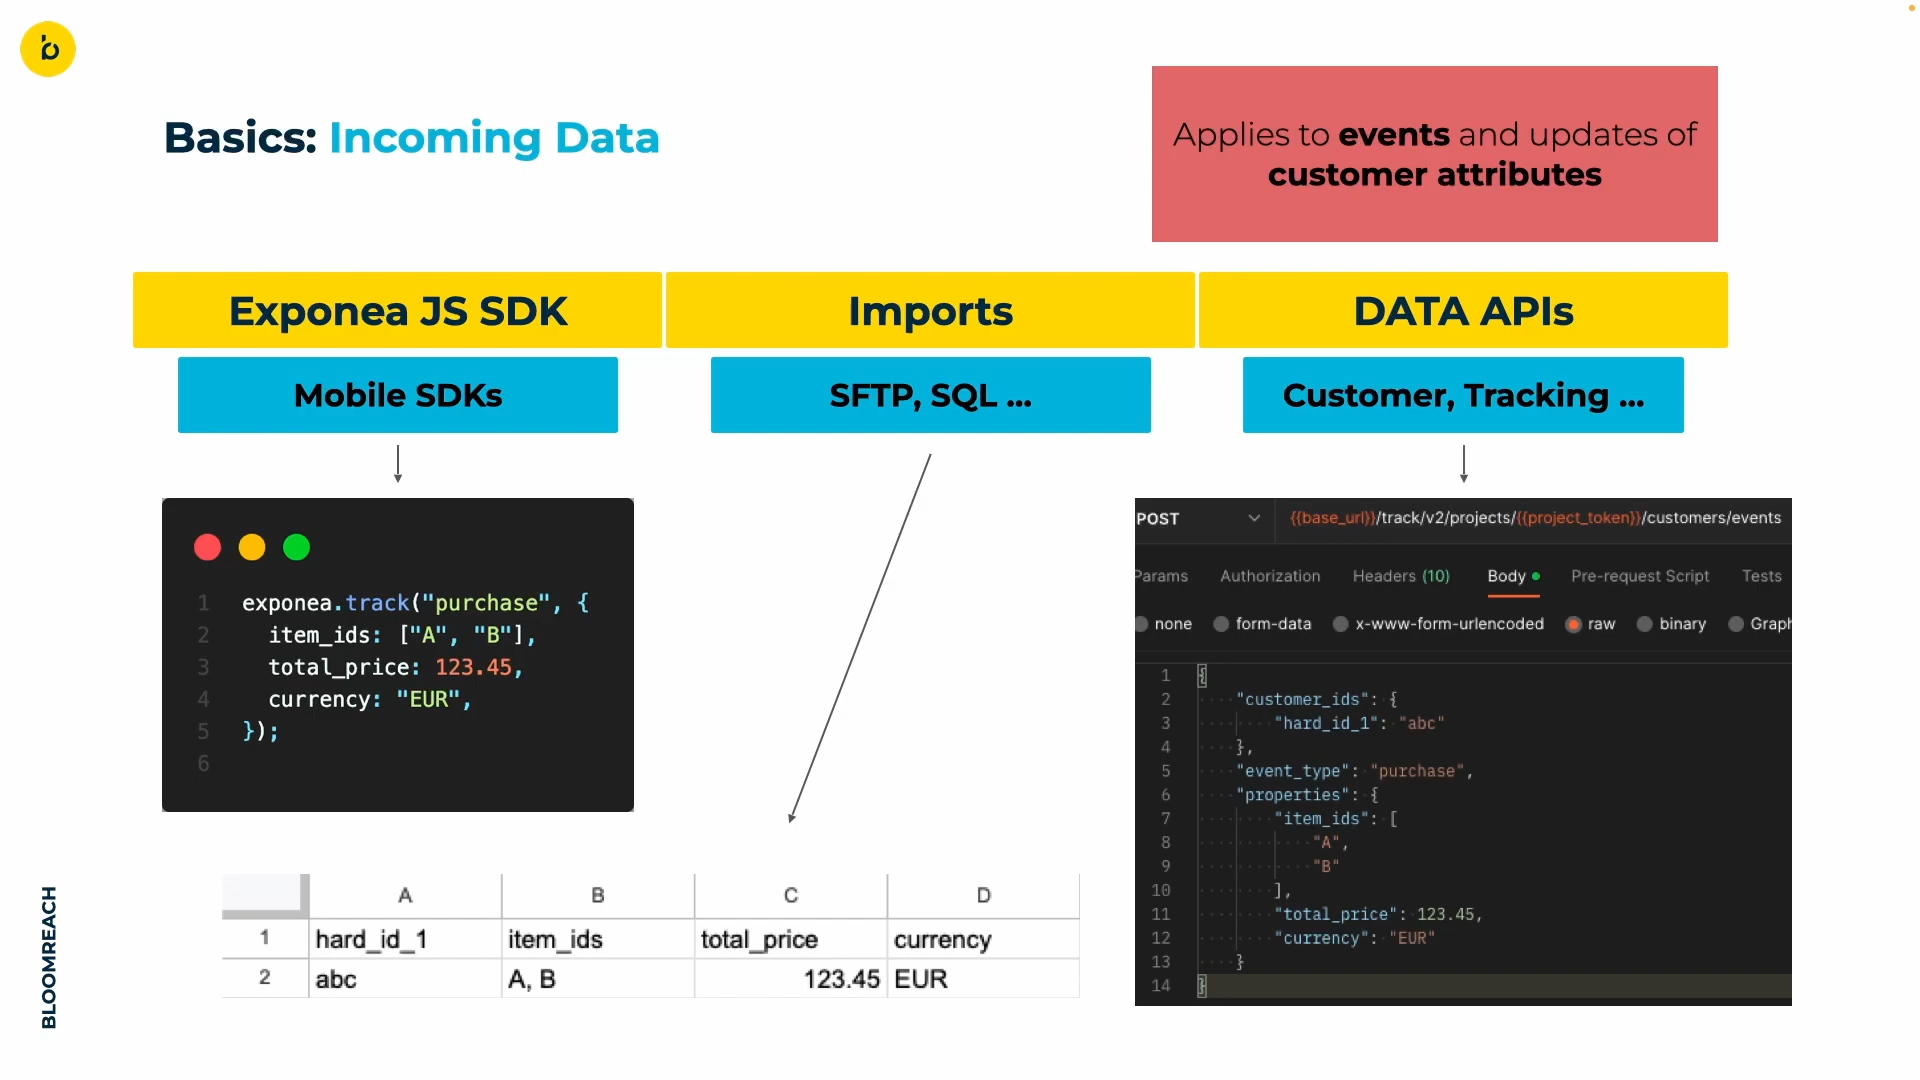 b
Basics: Incoming Data
Applies to events and updates of
customer attributes
Exponea JS SDK
Imports
DATA APIs
Mobile SDKs
SFTP, SQL ...
Customer, Tracking ...
1 exponea.track("purchase", {
2 item_ids: ["A", "B"],
3 total_price: 123.45,
4 currency: "EUR",
5 });
6
A B C D
1 hard_id_1 item_ids total_price currency
2 abc A, B 123.45 EUR
POST {{base_url}}/track/v2/projects/{{project_token}}/customers/events
Params Authorization Headers (10) Body Pre-request Script Tests
none form-data x-www-form-urlencoded raw binary Graph
1 {
2 "customer_ids": {
3 "hard_id_1": "abc"
4 },
5 "event_type": "purchase",
6 "properties": {
7 "item_ids": [
8 "A",
9 "B"
10 ],
11 "total_price": 123.45,
12 "currency": "EUR"
13 }
14 }
BLOOMREACH